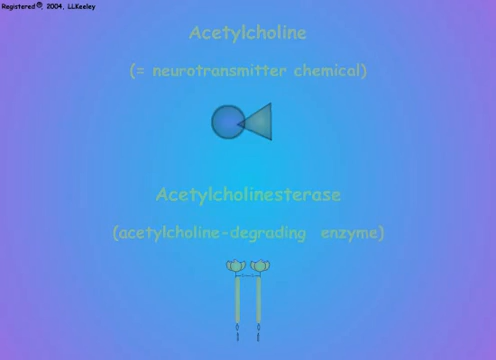 Registered®, 2004, LLKeeley
Acetylcholine
(= neurotransmitter chemical)
Acetylcholinesterase
(acetylcholine-degrading enzyme)